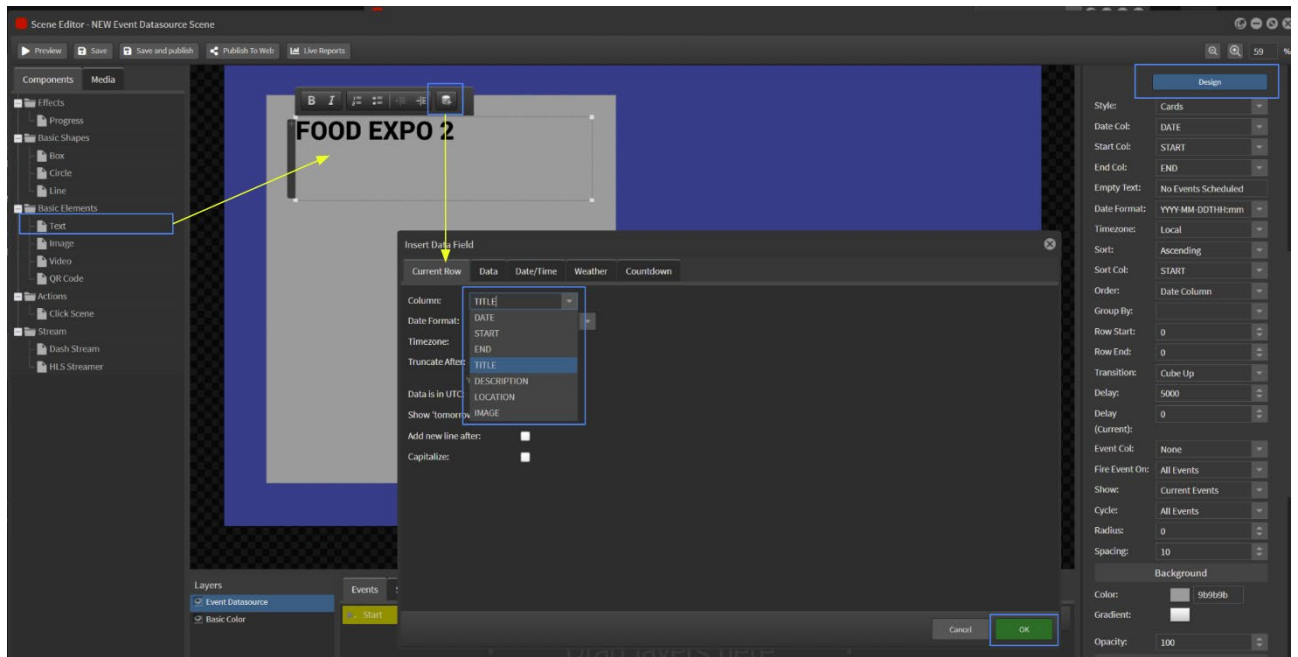 Scene Editor - NEW Event Datasource Scene
Preview Save Save and publish Publish To Web Live Reports 59 %
Components Media
Effects
Progress
Basic Shapes
Box
Circle
Line
Basic Elements
Text
Image
Video
QR Code
Actions
Click Scene
Stream
Dash Stream
HLS Streamer
B I
FOOD EXPO 2
Insert Data Field
Current Row Data Date/Time Weather Countdown
Column: TITLE
Date Format: DATE
START
Timezone:
END
Truncate After: TITLE
DESCRIPTION
Data is in UTC: LOCATION
Show 'tomorrow IMAGE
Add new line after:
Capitalize:
Cancel OK
Layers
Event Datasource
Basic Color
Events
Start
Drag layers here
Design
Style: Cards
Date Col: DATE
Start Col: START
End Col: END
Empty Text: No Events Scheduled
Date Format: YYYY-MM-DDTHH:mm
Timezone: Local
Sort: Ascending
Sort Col: START
Order: Date Column
Group By:
Row Start: 0
Row End: 0
Transition: Cube Up
Delay: 5000
Delay 0
(Current):
Event Col: None
Fire Event On: All Events
Show: Current Events
Cycle: All Events
Radius: 0
Spacing: 10
Background
Color: 9b9b9b
Gradient:
Opacity: 100